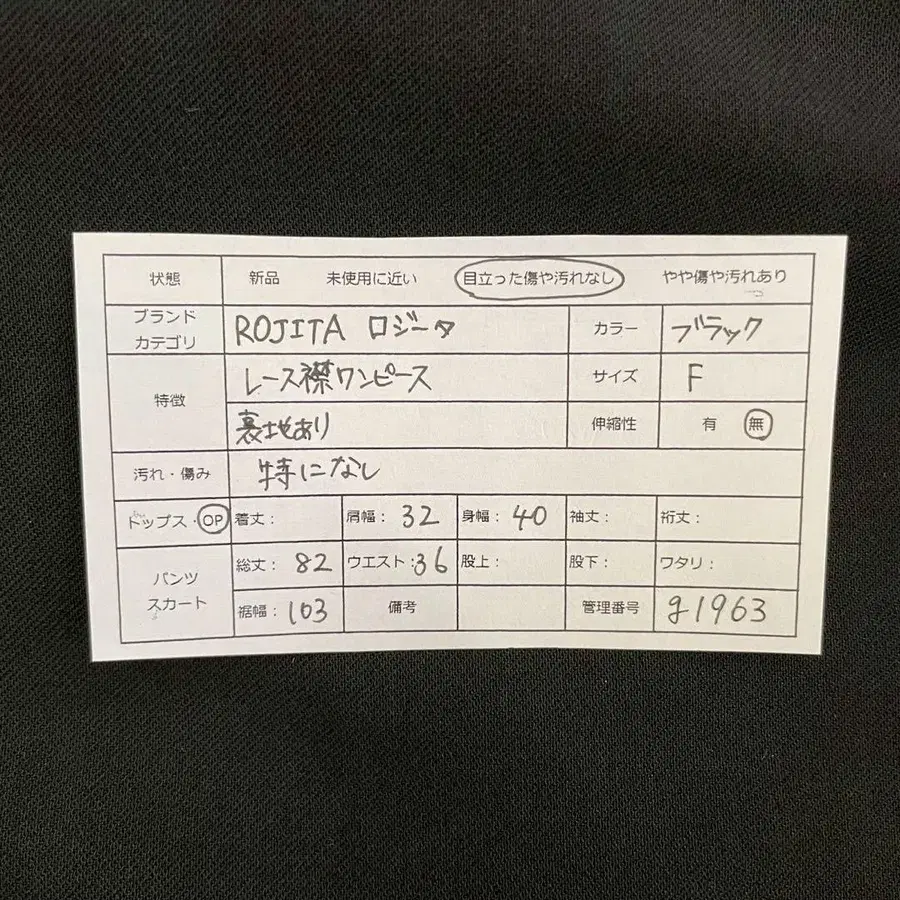 状態 新品 未使用に近い 目立った傷や汚れなし やや傷や汚れあり
ブランド カテゴリ ROJITA ロジータ カラー ブラック
特徴 レース襟ワンピース サイズ F
裏地あり 伸縮性 有 無
汚れ・傷み 特になし
トップス・OP 着丈: 肩幅: 32 身幅: 40 袖丈: 裄丈:
パンツ スカート 総丈: 82 ウエスト: 36 股上: 股下: ワタリ:
裾幅: 103 備考 管理番号 g1963